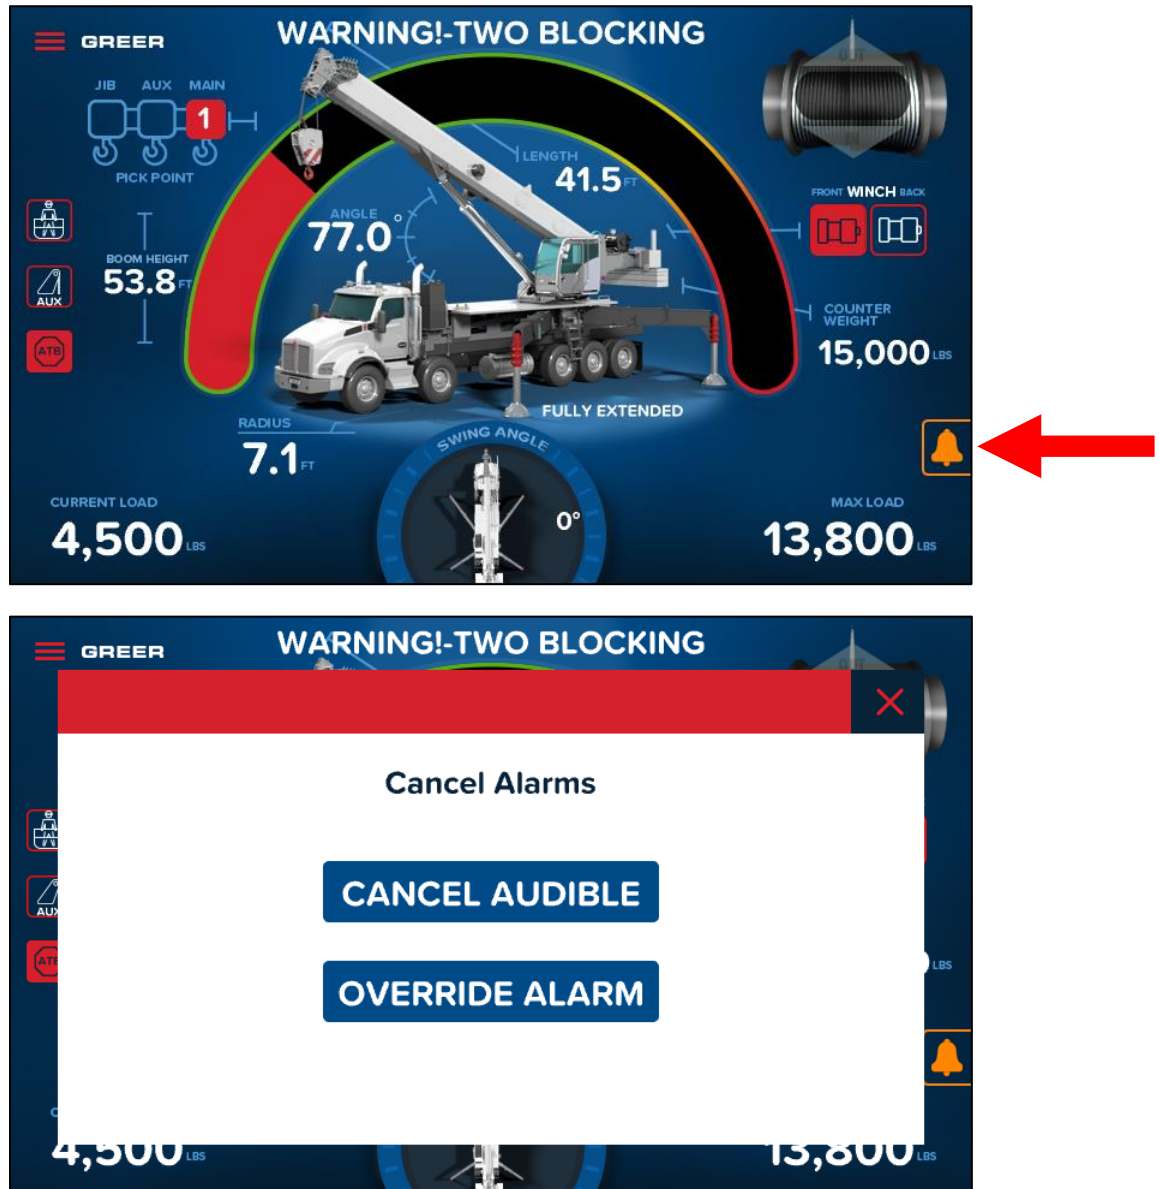 WARNING!-TWO BLOCKING
GREER
JIB AUX MAIN
1
PICK POINT
OUT
LENGTH
41.5 FT
ANGLE
77.0°
FRONT WINCH BACK
BOOM HEIGHT
53.8 FT
AUX
ATB
COUNTER
WEIGHT
15,000 LBS
FULLY EXTENDED
RADIUS
7.1 FT
SWING ANGLE
0°
CURRENT LOAD
4,500 LBS
MAX LOAD
13,800 LBS
WARNING!-TWO BLOCKING
GREER
OUT
Cancel Alarms
CANCEL AUDIBLE
OVERRIDE ALARM
LBS
4,500 LBS
13,800 LBS